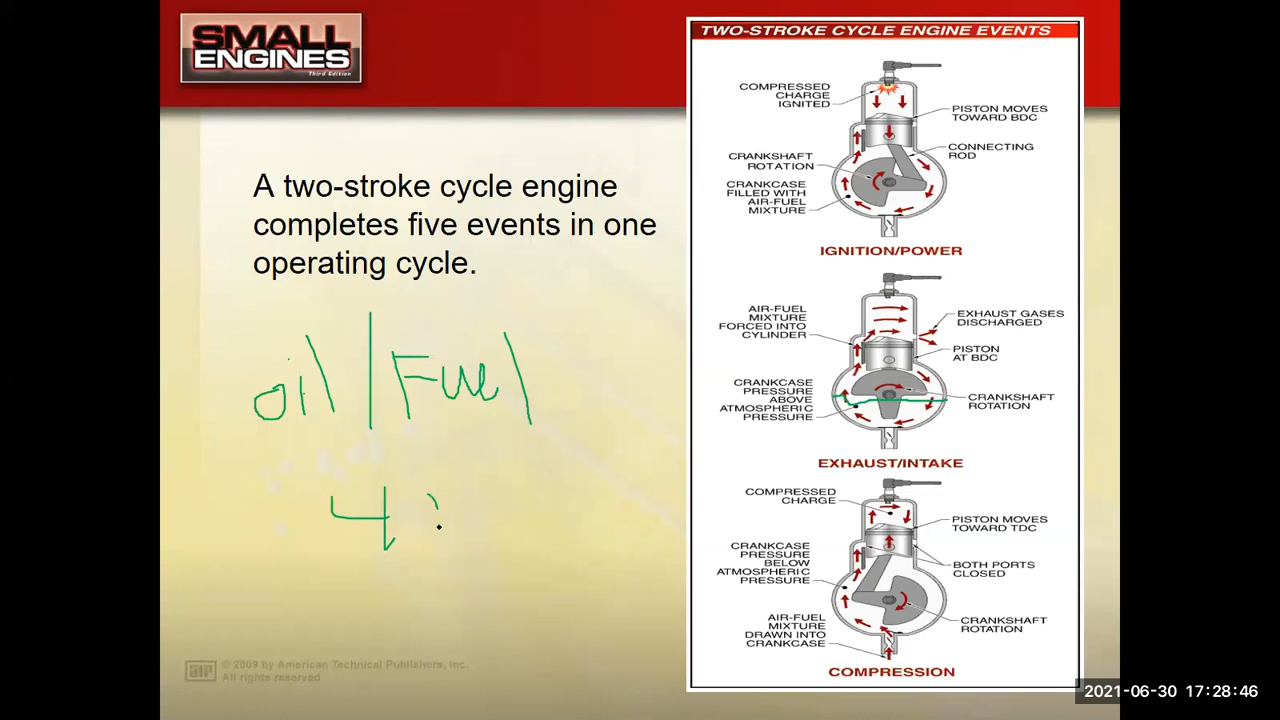 SMALL
ENGINES
Third Edition
A two-stroke cycle engine
completes five events in one
operating cycle.
oil | Fuel
4
© 2009 by American Technical Publishers, Inc.
All rights reserved
TWO-STROKE CYCLE ENGINE EVENTS
COMPRESSED
CHARGE
IGNITED
PISTON MOVES
TOWARD BDC
CONNECTING
ROD
CRANKSHAFT
ROTATION
CRANKCASE
FILLED WITH
AIR-FUEL
MIXTURE
IGNITION/POWER
AIR-FUEL
MIXTURE
FORCED INTO
CYLINDER
EXHAUST GASES
DISCHARGED
PISTON
AT BDC
CRANKCASE
PRESSURE
ABOVE
ATMOSPHERIC
PRESSURE
CRANKSHAFT
ROTATION
EXHAUST/INTAKE
COMPRESSED
CHARGE
PISTON MOVES
TOWARD TDC
CRANKCASE
PRESSURE
BELOW
ATMOSPHERIC
PRESSURE
BOTH PORTS
CLOSED
AIR-FUEL
MIXTURE
DRAWN INTO
CRANKCASE
CRANKSHAFT
ROTATION
COMPRESSION
2021-06-30 17:28:46